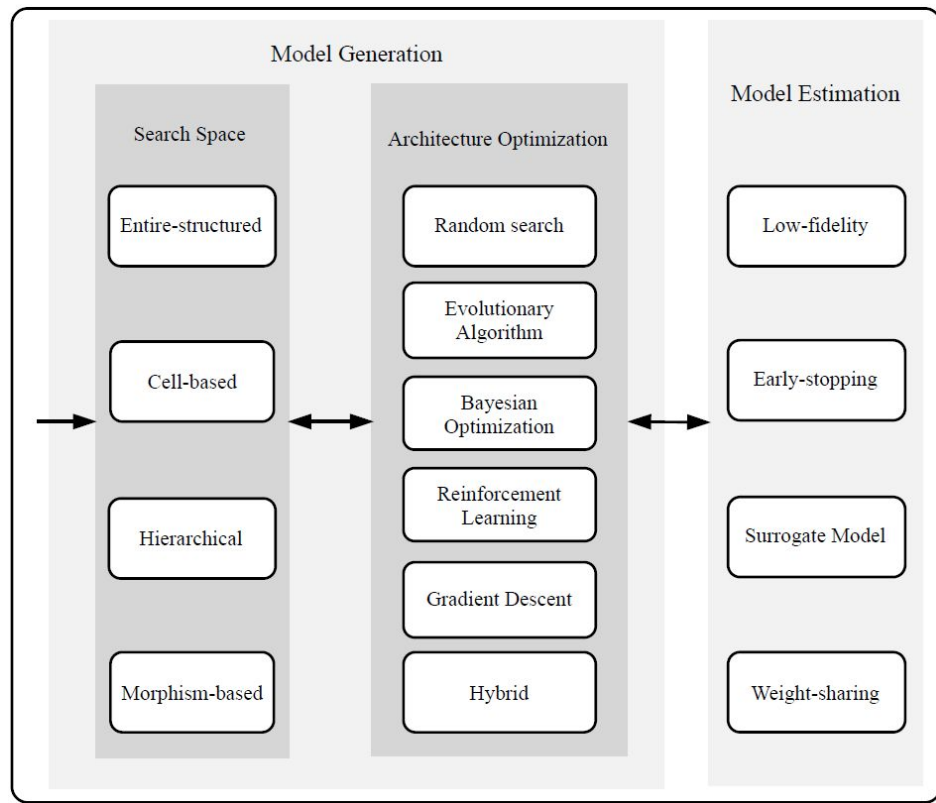 Model Generation
Search Space
Entire-structured
Cell-based
Hierarchical
Morphism-based
Architecture Optimization
Random search
Evolutionary
Algorithm
Bayesian
Optimization
Reinforcement
Learning
Gradient Descent
Hybrid
Model Estimation
Low-fidelity
Early-stopping
Surrogate Model
Weight-sharing